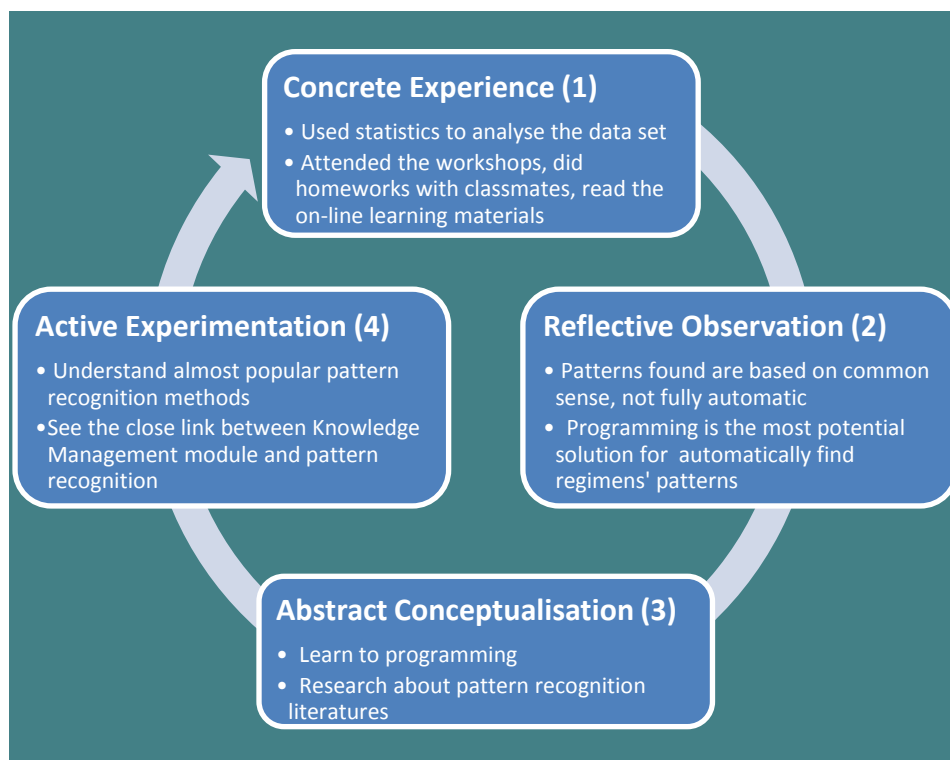 Concrete Experience (1)
• Used statistics to analyse the data set
• Attended the workshops, did
homeworks with classmates, read the
on-line learning materials
Reflective Observation (2)
• Patterns found are based on common
sense, not fully automatic
• Programming is the most potential
solution for automatically find
regimens' patterns
Abstract Conceptualisation (3)
• Learn to programming
• Research about pattern recognition
literatures
Active Experimentation (4)
• Understand almost popular pattern
recognition methods
•See the close link between Knowledge
Management module and pattern
recognition